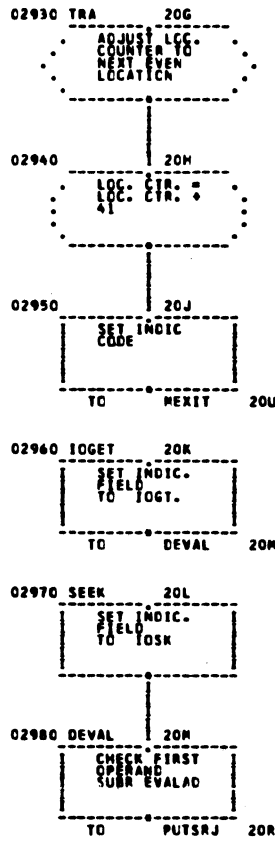 02930 TRA 20G
ADJUST LOC.
COUNTER TO
NEXT EVEN
LOCATION
02940 20H
LOC. CTR. =
LOC. CTR. +
41
02950 20J
SET INDIC
CODE
TO MEXIT 20U
02960 IOGET 20K
SET INDIC.
FIELD
TO IOGT.
TO DEVAL 20M
02970 SEEK 20L
SET INDIC.
FIELD
TO IOSK
02980 DEVAL 20M
CHECK FIRST
OPERAND
SUBR EVALAD
TO PUTSRJ 20R